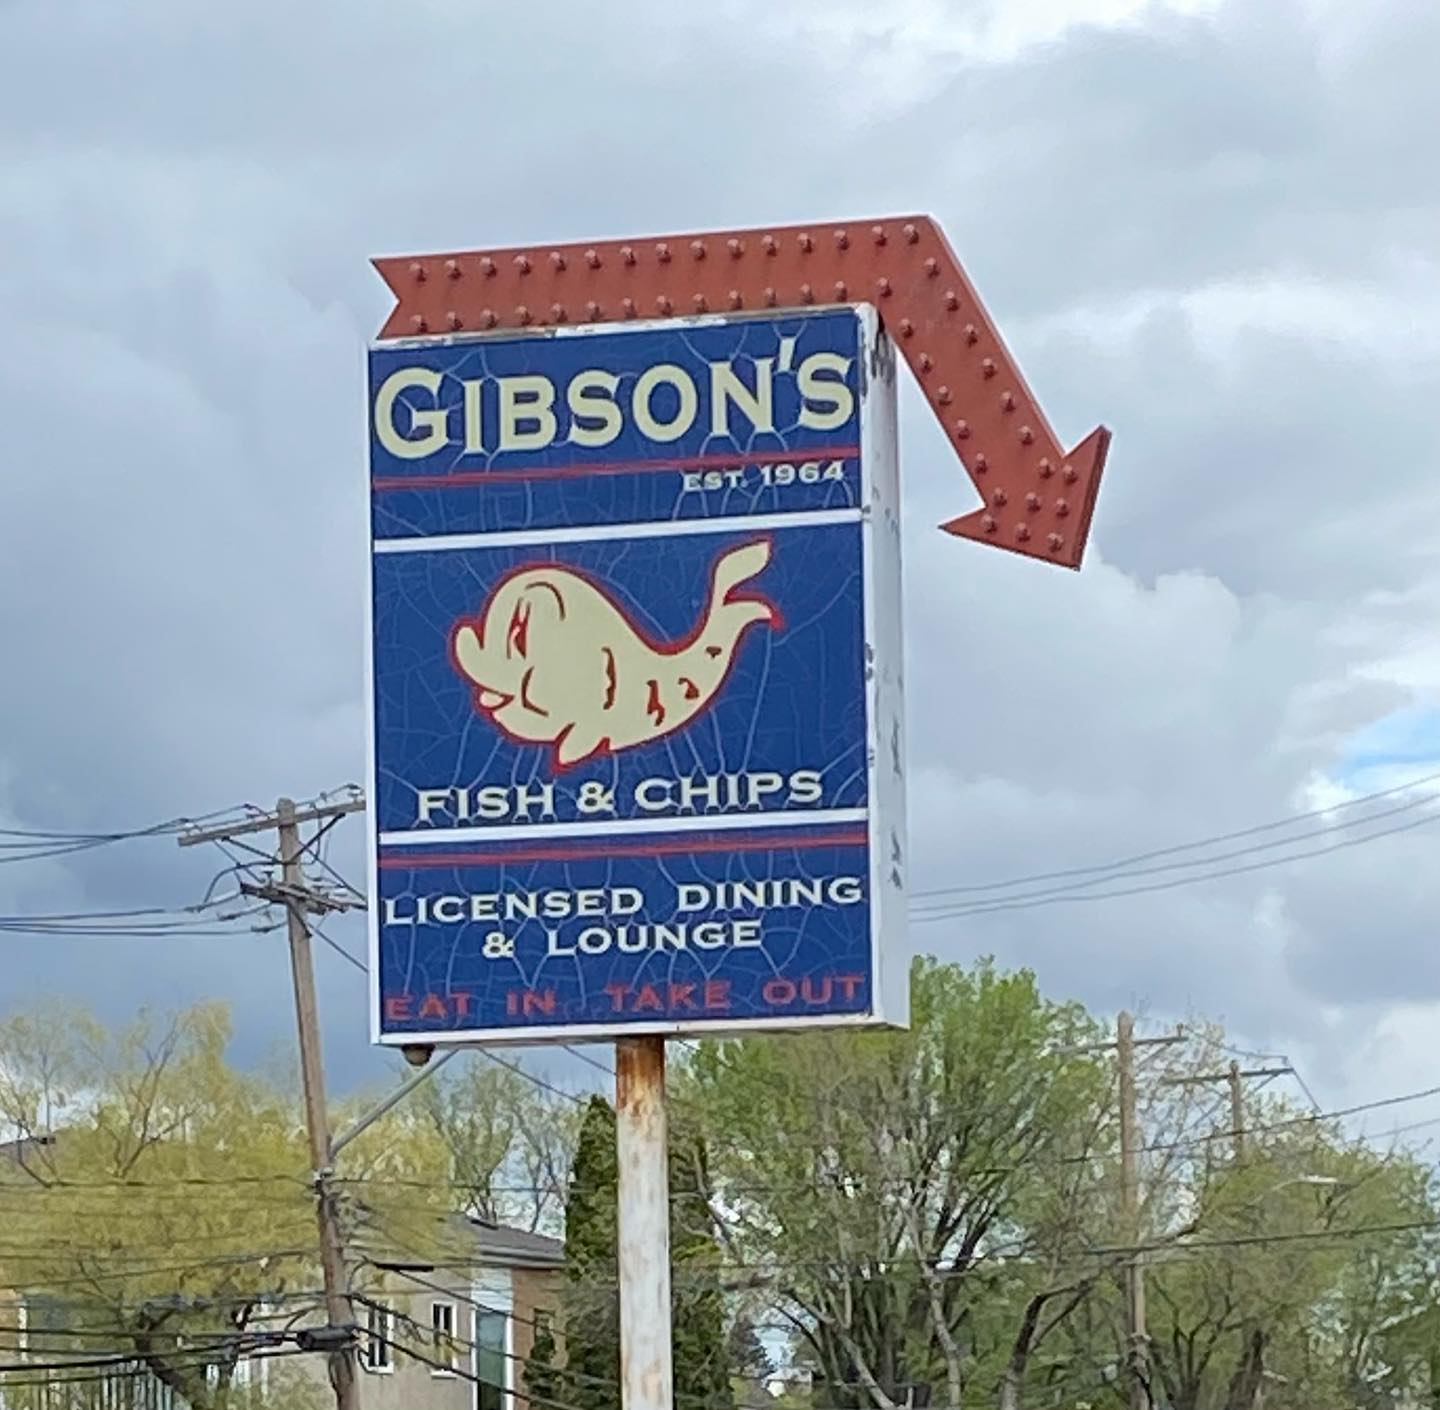 GIBSON'S
EST. 1964
FISH & CHIPS
LICENSED DINING
& LOUNGE
EAT IN TAKE OUT